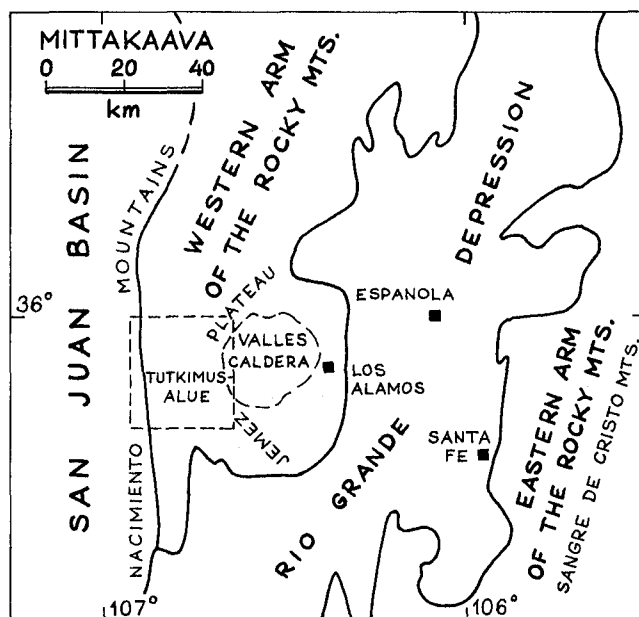 MITTAKAAVA
0 20 40
km
WESTERN ARM
OF THE ROCKY MTS.
SAN JUAN BASIN
NACIMIENTO MOUNTAINS
DEPRESSION
RIO GRANDE
36°
JEMEZ PLATEAU
VALLES
CALDERA
TUTKIMUS-
ALUE
ESPANOLA
LOS
ALAMOS
SANTA
FE
EASTERN ARM
OF THE ROCKY MTS.
SANGRE DE CRISTO MTS.
107°
106°